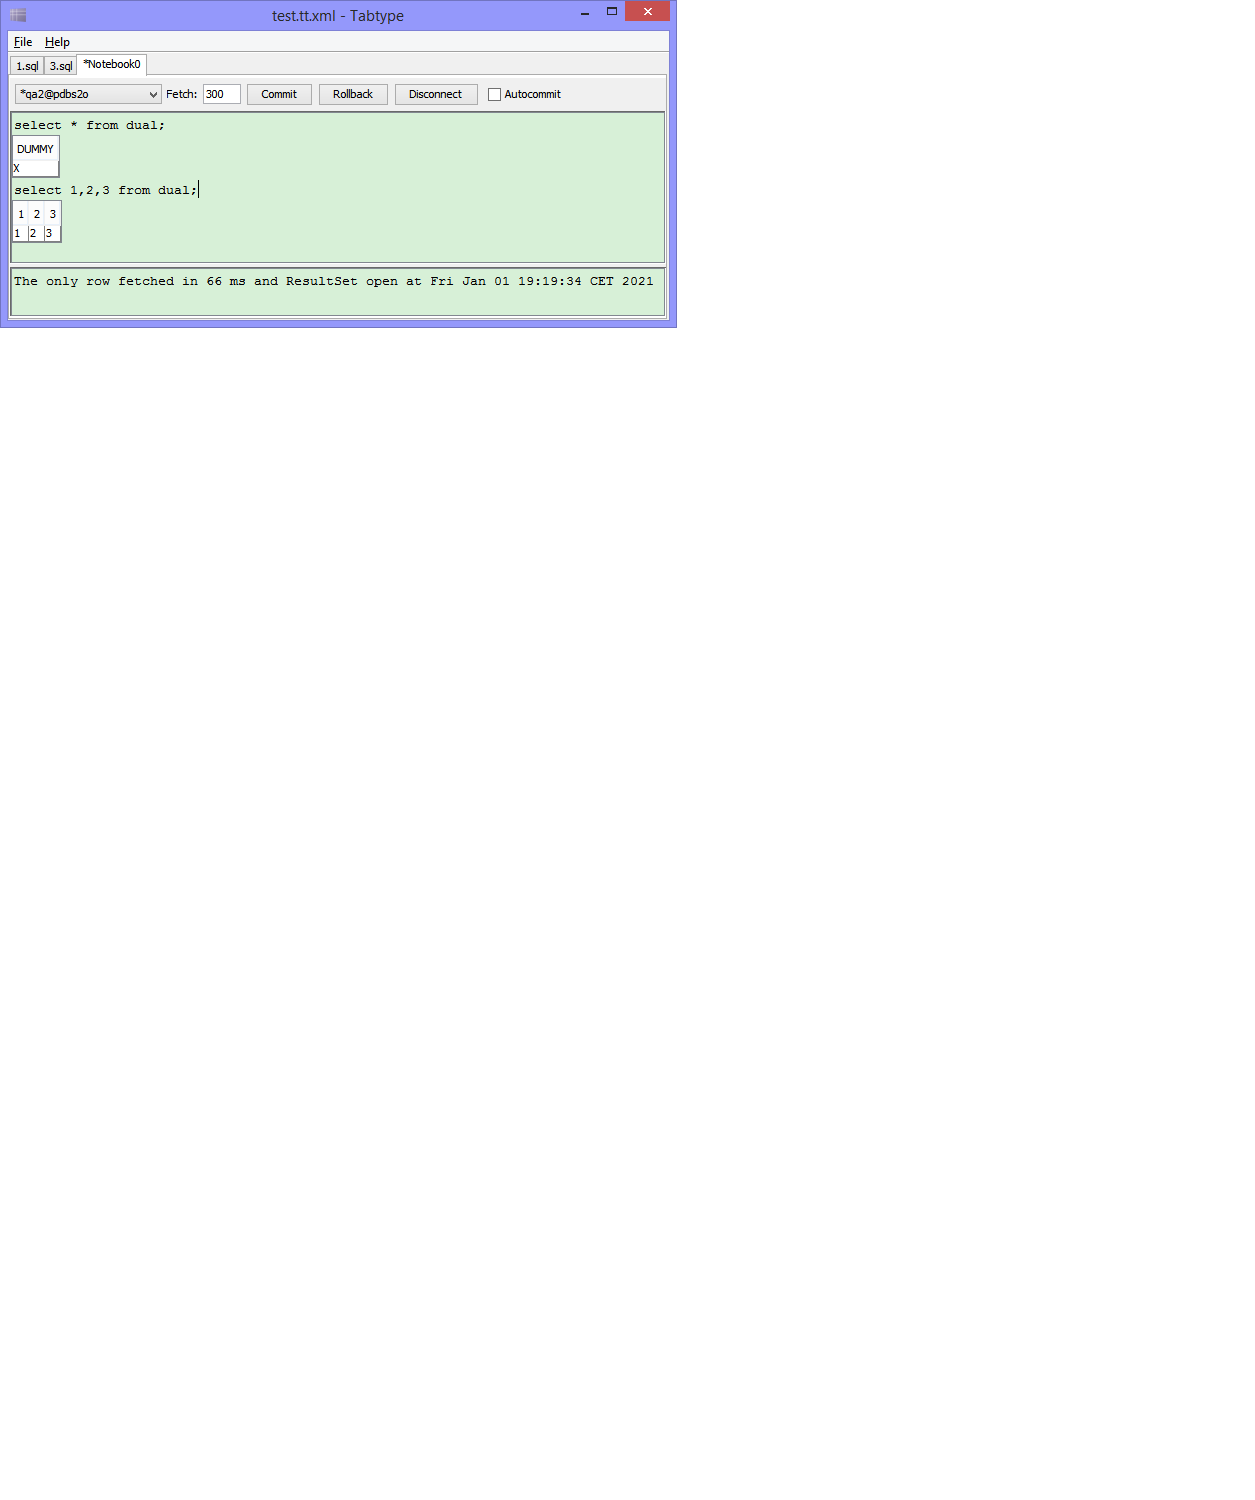 test.tt.xml - Tabtype
File Help
1.sql 3.sql *Notebook0
*qa2@pdbs2o Fetch: 300 Commit Rollback Disconnect Autocommit
select * from dual;
DUMMY
X
select 1,2,3 from dual;
1 2 3
1 2 3
The only row fetched in 66 ms and ResultSet open at Fri Jan 01 19:19:34 CET 2021